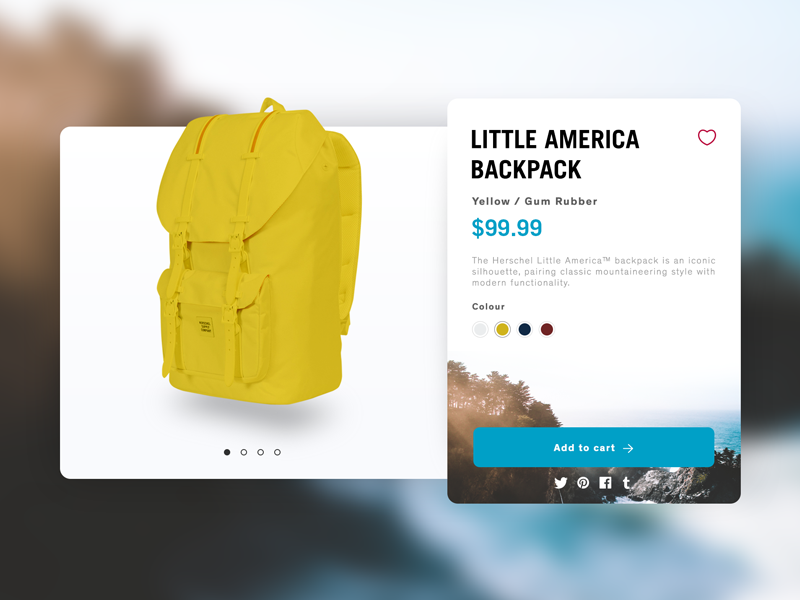 LITTLE AMERICA
BACKPACK
Yellow / Gum Rubber
$99.99
The Herschel Little America™ backpack is an iconic
silhouette, pairing classic mountaineering style with
modern functionality.
Colour
Add to cart →